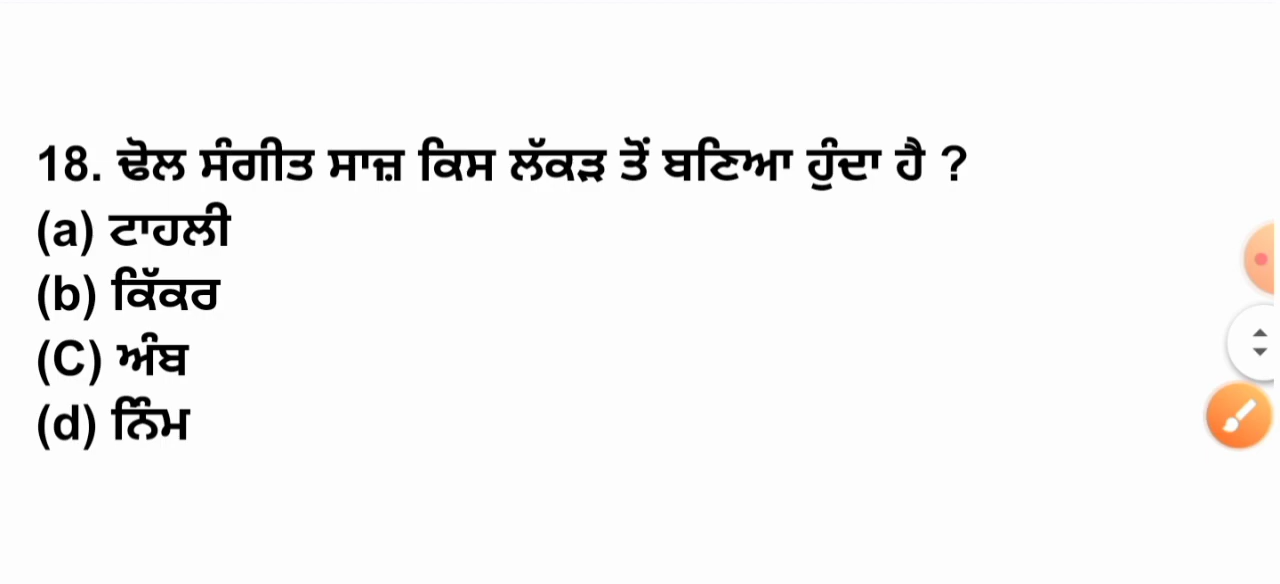 18. ਢੋਲ ਸੰਗੀਤ ਸਾਜ਼ ਕਿਸ ਲੱਕੜ ਤੋਂ ਬਣਿਆ ਹੁੰਦਾ ਹੈ ?
(a) ਟਾਹਲੀ
(b) ਕਿੱਕਰ
(C) ਅੰਬ
(d) ਨਿੰਮ